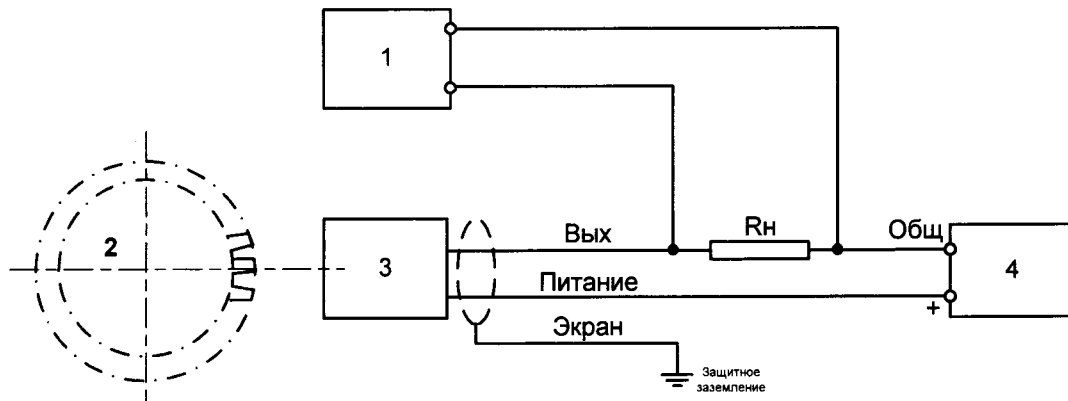 1
2
3
Вых
Rн
Общ
4
Питание
+
Экран
Защитное
заземление